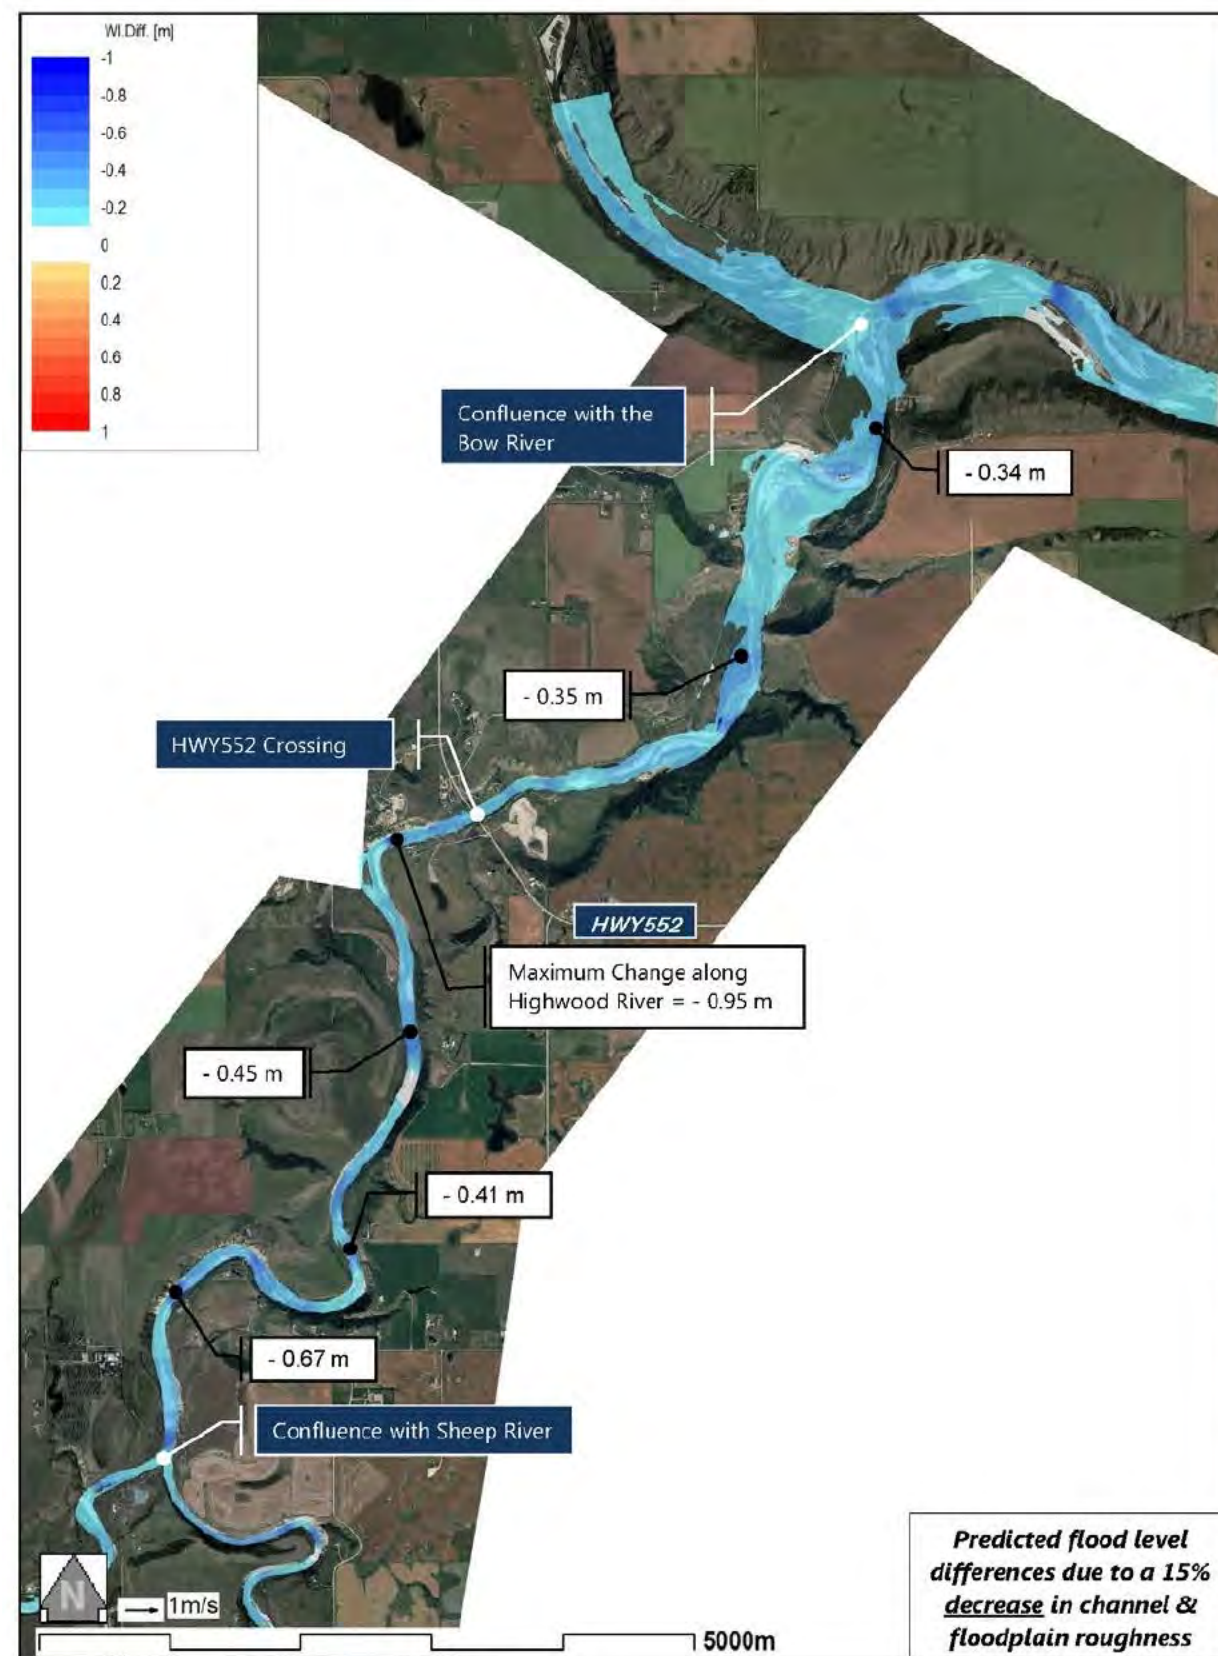 Wl.Diff. [m]
-1
-0.8
-0.6
-0.4
-0.2
0
0.2
0.4
0.6
0.8
1
Confluence with the
Bow River
- 0.34 m
- 0.35 m
HWY552 Crossing
HWY552
Maximum Change along
Highwood River = - 0.95 m
- 0.45 m
- 0.41 m
- 0.67 m
Confluence with Sheep River
N
1m/s
5000m
Predicted flood level
differences due to a 15%
decrease in channel &
floodplain roughness